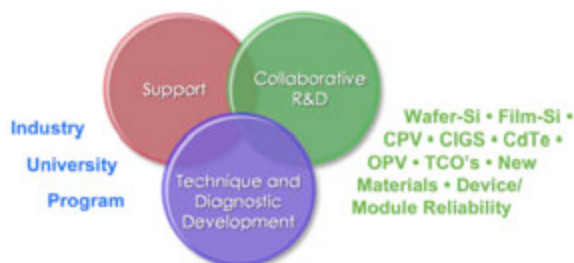 Support
Collaborative
R&D
Technique and
Diagnostic
Development
Industry
University
Program
Wafer-Si • Film-Si •
CPV • CIGS • CdTe •
OPV • TCO's • New
Materials • Device/
Module Reliability